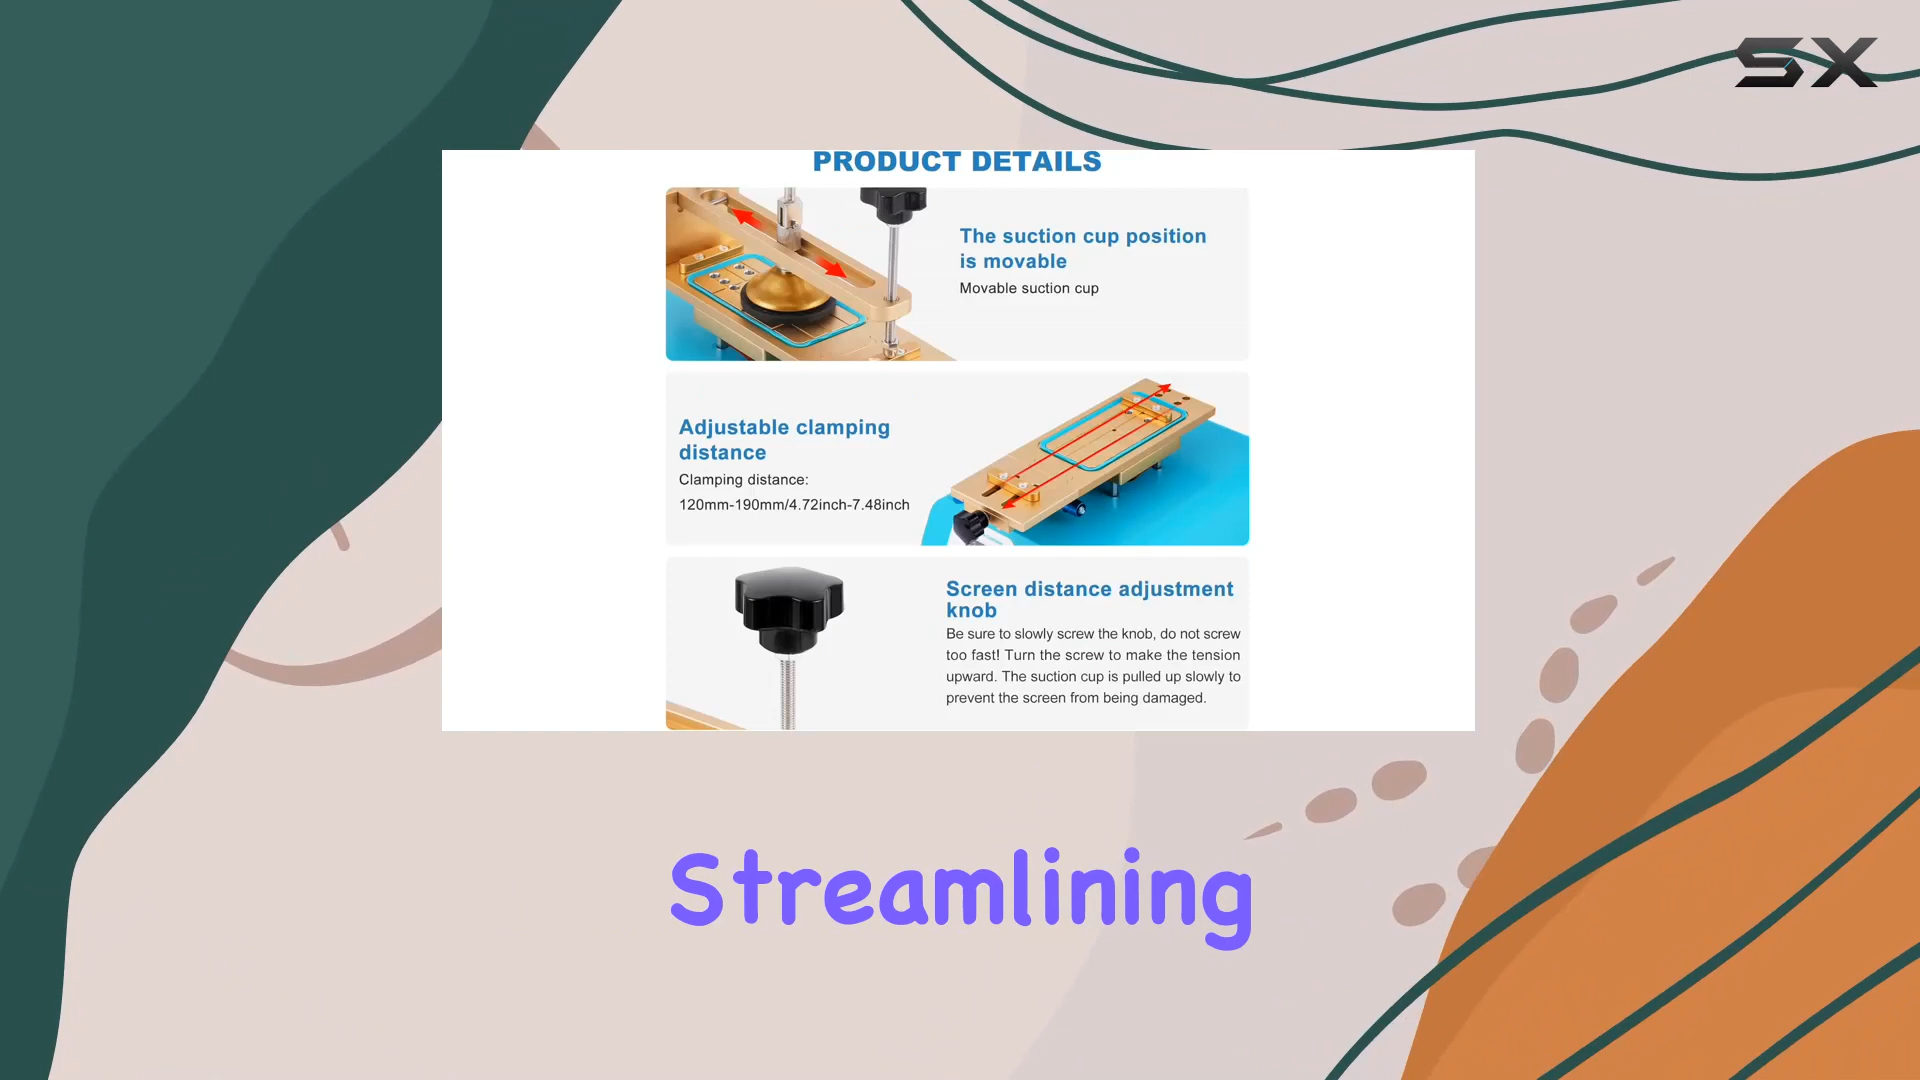 SX
PRODUCT DETAILS
The suction cup position
is movable
Movable suction cup
Adjustable clamping
distance
Clamping distance:
120mm-190mm/4.72inch-7.48inch
Screen distance adjustment
knob
Be sure to slowly screw the knob, do not screw
too fast! Turn the screw to make the tension
upward. The suction cup is pulled up slowly to
prevent the screen from being damaged.
Streamlining